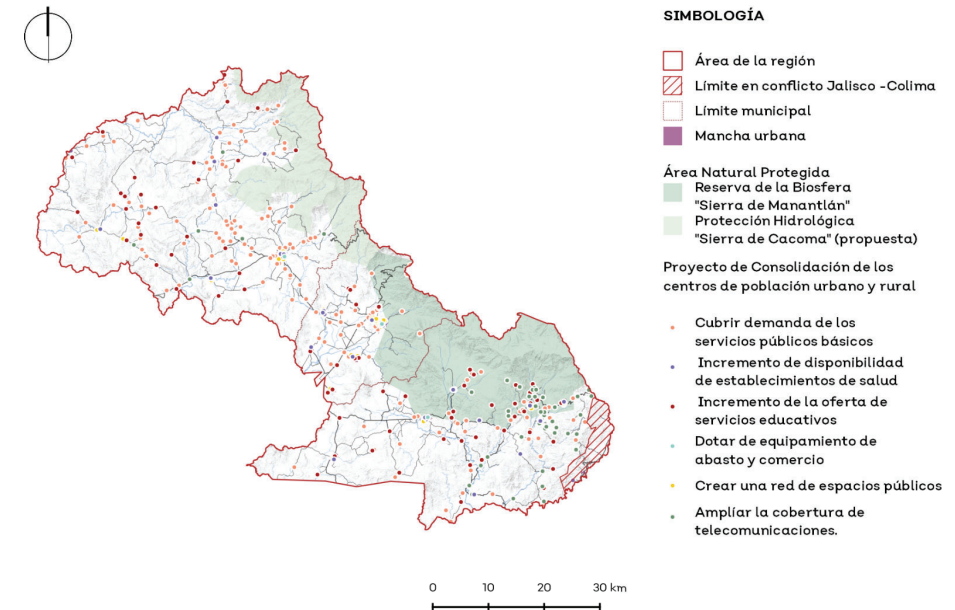 SIMBOLOGÍA
Área de la región
Límite en conflicto Jalisco -Colima
Límite municipal
Mancha urbana
Área Natural Protegida
Reserva de la Biosfera
"Sierra de Manantlán"
Protección Hidrológica
"Sierra de Cacoma" (propuesta)
Proyecto de Consolidación de los
centros de población urbano y rural
Cubrir demanda de los
servicios públicos básicos
Incremento de disponibilidad
de establecimientos de salud
Incremento de la oferta de
servicios educativos
Dotar de equipamiento de
abasto y comercio
Crear una red de espacios públicos
Amplíar la cobertura de
telecomunicaciones.
0 10 20 30 km